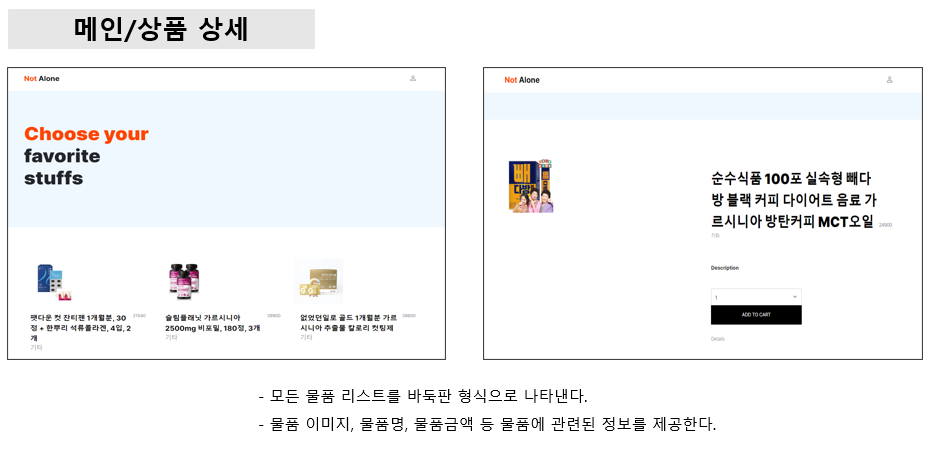 메인/상품 상세
Not Alone
Choose your
favorite
stuffs
팻다운 컷 잔티젠 1개월분, 30
정 + 한뿌리 석류콜라겐, 4입, 2
개
기타
슬림플래닛 가르시니아
2500mg 비포밀, 180정, 3개
기타
없었던일로 골드 1개월분 가르
시니아 추출물 칼로리 컷팅제
기타
Not Alone
빼
다방
순수식품 100포 실속형 빼다
방 블랙 커피 다이어트 음료 가
르시니아 방탄커피 MCT오일 24900
기타
Description
1
ADD TO CART
Details
- 모든 물품 리스트를 바둑판 형식으로 나타낸다.
- 물품 이미지, 물품명, 물품금액 등 물품에 관련된 정보를 제공한다.